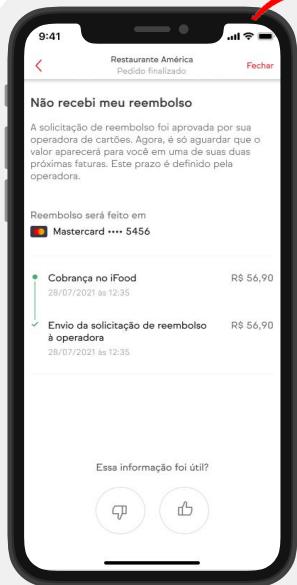 9:41
Restaurante América
Pedido finalizado
Fechar
Não recebi meu reembolso
A solicitação de reembolso foi aprovada por sua
operadora de cartões. Agora, é só aguardar que o
valor aparecerá para você em uma de suas duas
próximas faturas. Este prazo é definido pela
operadora.
Reembolso será feito em
Mastercard •••• 5456
Cobrança no iFood R$ 56,90
28/07/2021 às 12:35
Envio da solicitação de reembolso R$ 56,90
à operadora
28/07/2021 às 12:35
Essa informação foi útil?